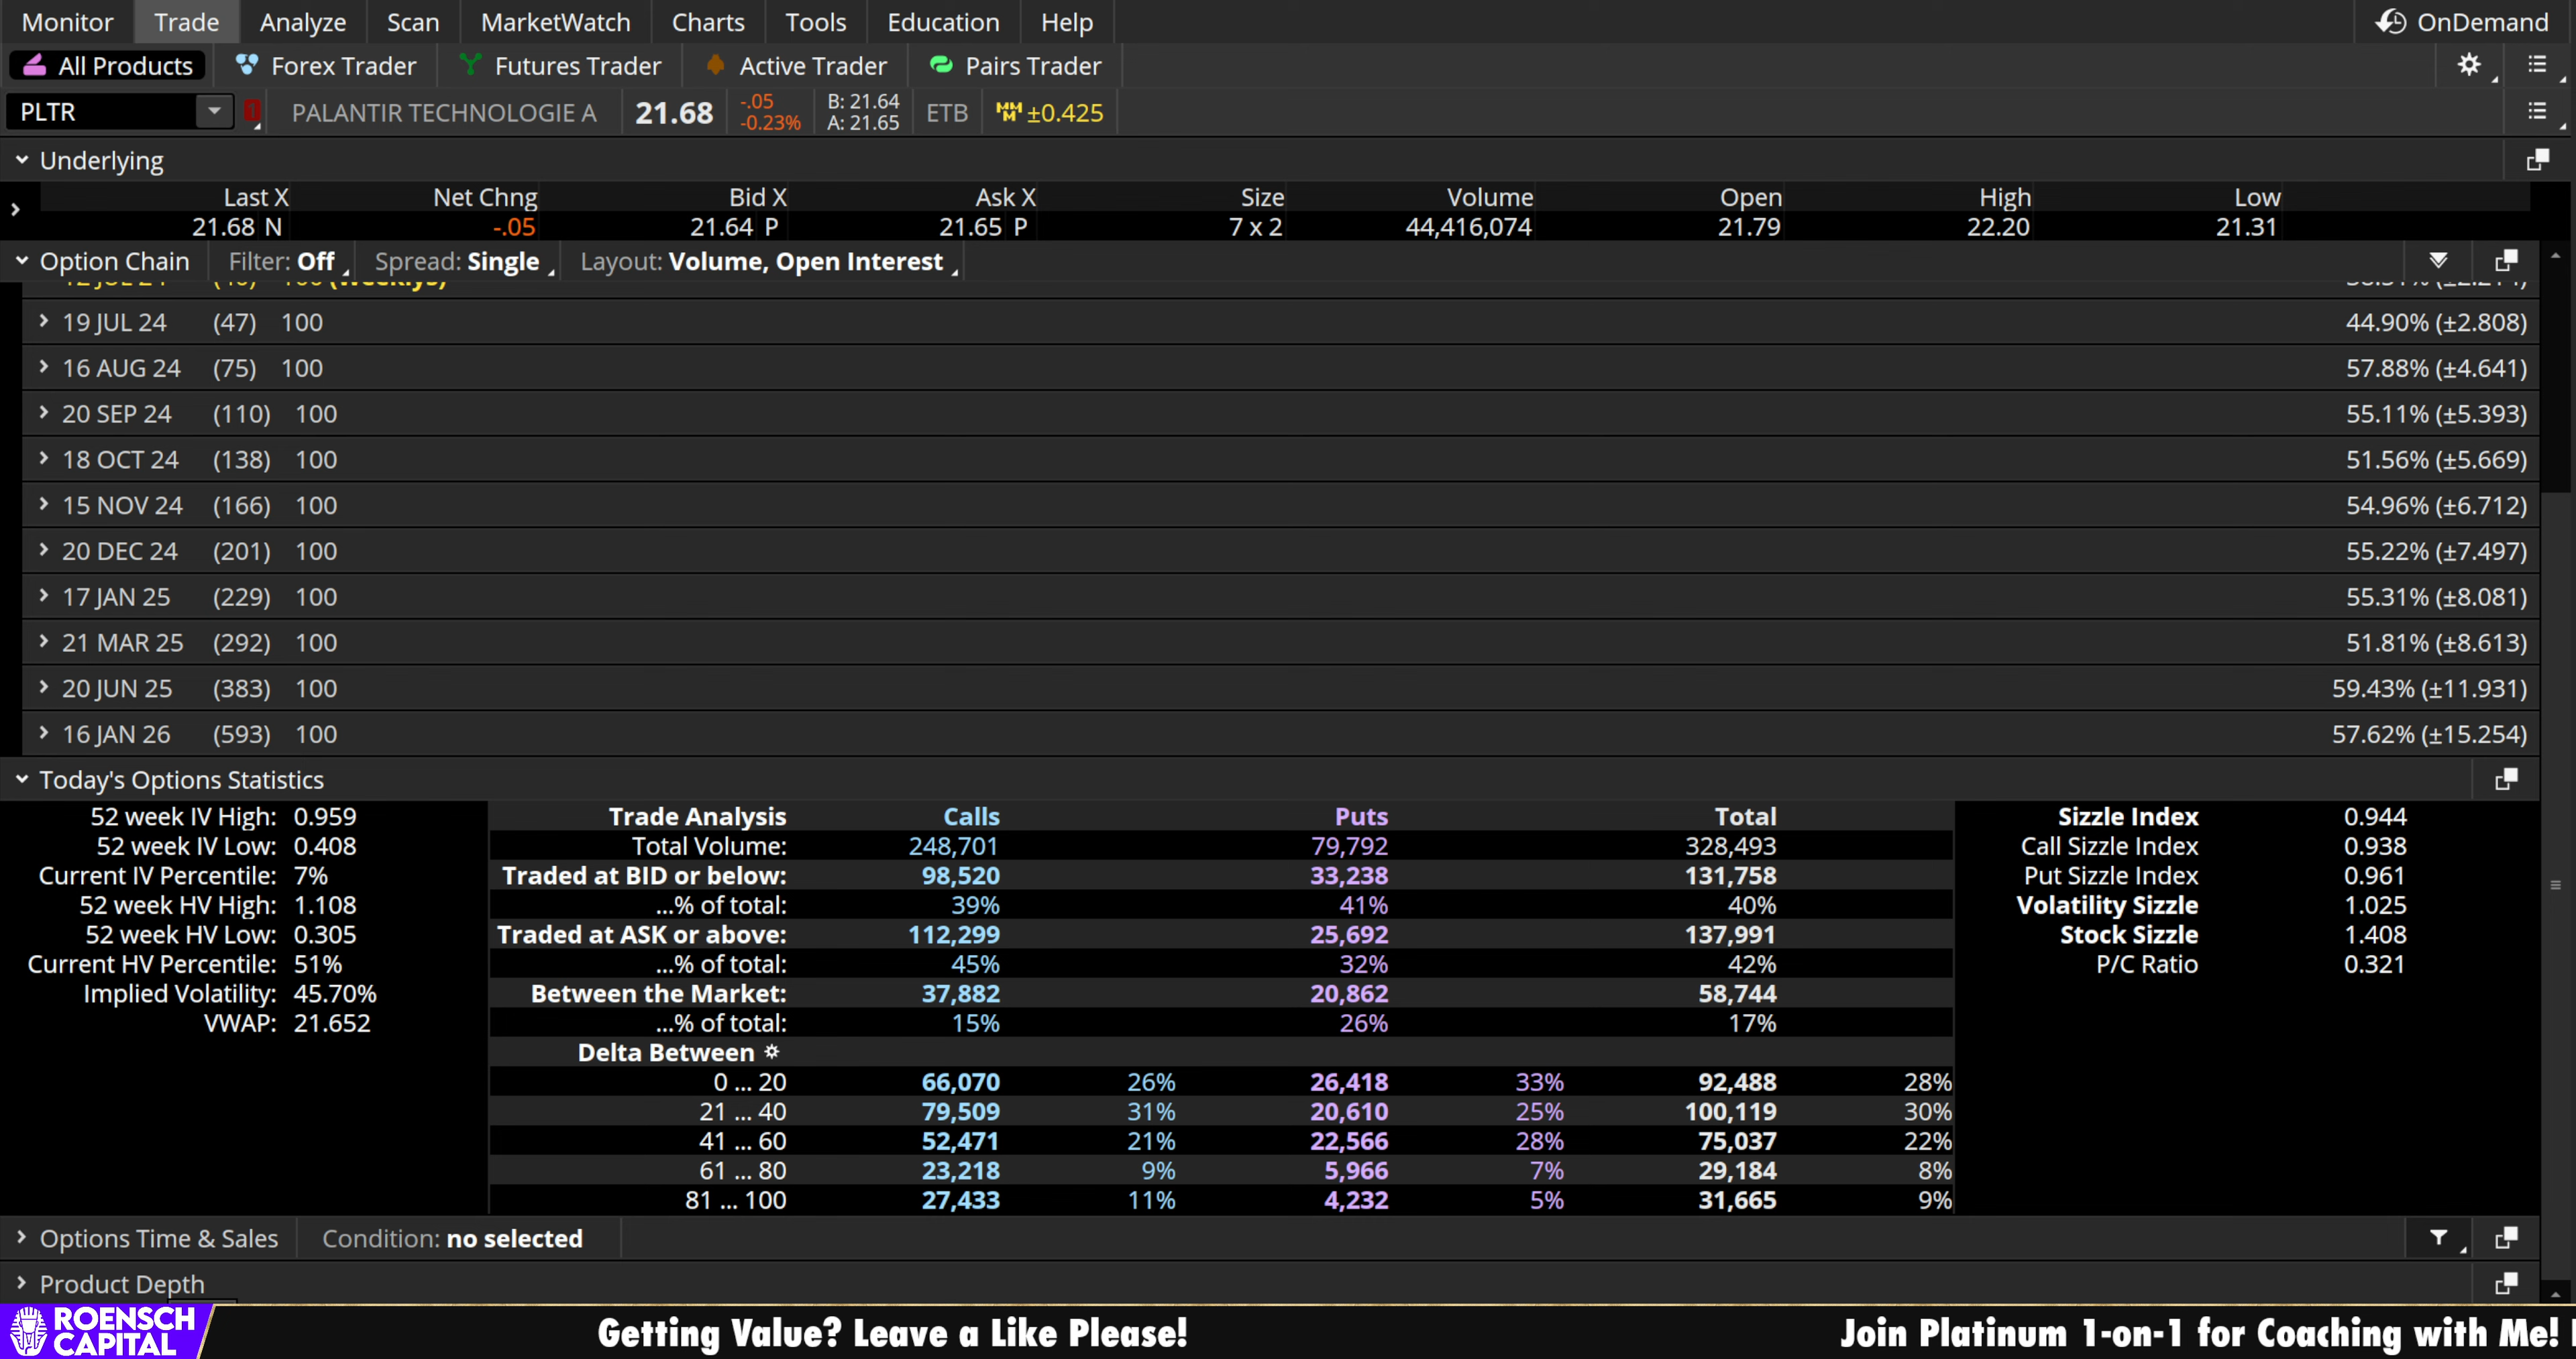 Monitor Trade Analyze Scan MarketWatch Charts Tools Education Help OnDemand
All Products Forex Trader Futures Trader Active Trader Pairs Trader
PLTR 1 PALANTIR TECHNOLOGIE A 21.68 -.05 -0.23% B: 21.64 A: 21.65 ETB ±0.425
Underlying
Last X Net Chng Bid X Ask X Size Volume Open High Low
21.68 N -.05 21.64 P 21.65 P 7 x 2 44,416,074 21.79 22.20 21.31
Option Chain Filter: Off Spread: Single Layout: Volume, Open Interest
19 JUL 24 (47) 100 44.90% (±2.808)
16 AUG 24 (75) 100 57.88% (±4.641)
20 SEP 24 (110) 100 55.11% (±5.393)
18 OCT 24 (138) 100 51.56% (±5.669)
15 NOV 24 (166) 100 54.96% (±6.712)
20 DEC 24 (201) 100 55.22% (±7.497)
17 JAN 25 (229) 100 55.31% (±8.081)
21 MAR 25 (292) 100 51.81% (±8.613)
20 JUN 25 (383) 100 59.43% (±11.931)
16 JAN 26 (593) 100 57.62% (±15.254)
Today's Options Statistics
52 week IV High: 0.959 Trade Analysis Calls Puts Total Sizzle Index 0.944
52 week IV Low: 0.408 Total Volume: 248,701 79,792 328,493 Call Sizzle Index 0.938
Current IV Percentile: 7% Traded at BID or below: 98,520 33,238 131,758 Put Sizzle Index 0.961
52 week HV High: 1.108 ...% of total: 39% 41% 40% Volatility Sizzle 1.025
52 week HV Low: 0.305 Traded at ASK or above: 112,299 25,692 137,991 Stock Sizzle 1.408
Current HV Percentile: 51% ...% of total: 45% 32% 42% P/C Ratio 0.321
Implied Volatility: 45.70% Between the Market: 37,882 20,862 58,744
VWAP: 21.652 ...% of total: 15% 26% 17%
Delta Between
0 ... 20 66,070 26% 26,418 33% 92,488 28%
21 ... 40 79,509 31% 20,610 25% 100,119 30%
41 ... 60 52,471 21% 22,566 28% 75,037 22%
61 ... 80 23,218 9% 5,966 7% 29,184 8%
81 ... 100 27,433 11% 4,232 5% 31,665 9%
Options Time & Sales Condition: no selected
Product Depth
ROENSCH CAPITAL Getting Value? Leave a Like Please! Join Platinum 1-on-1 for Coaching with Me!